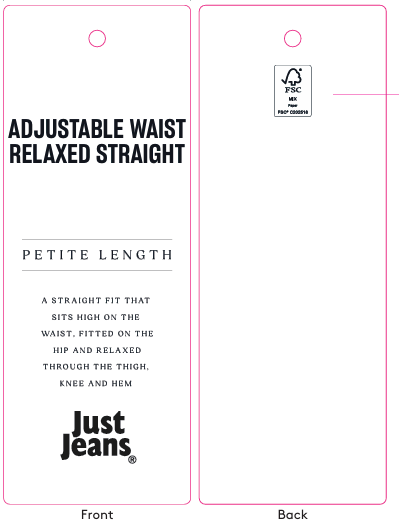 ADJUSTABLE WAIST
RELAXED STRAIGHT
PETITE LENGTH
A STRAIGHT FIT THAT
SITS HIGH ON THE
WAIST, FITTED ON THE
HIP AND RELAXED
THROUGH THE THIGH,
KNEE AND HEM
Just
Jeans®
Front
FSC
MIX
Paper
Back